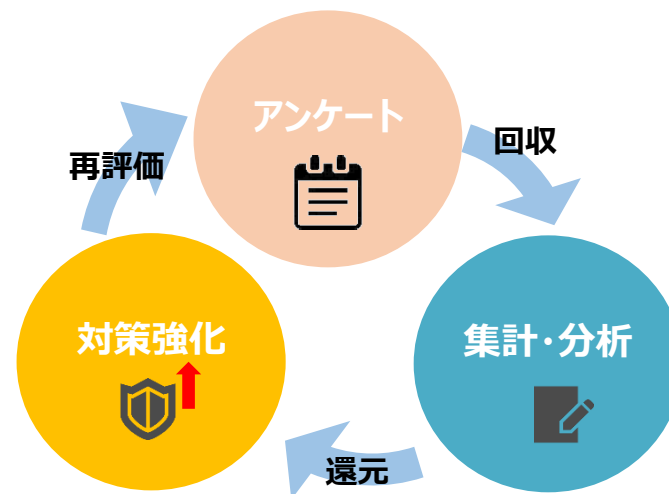 アンケート
回収
再評価
対策強化
集計・分析
還元